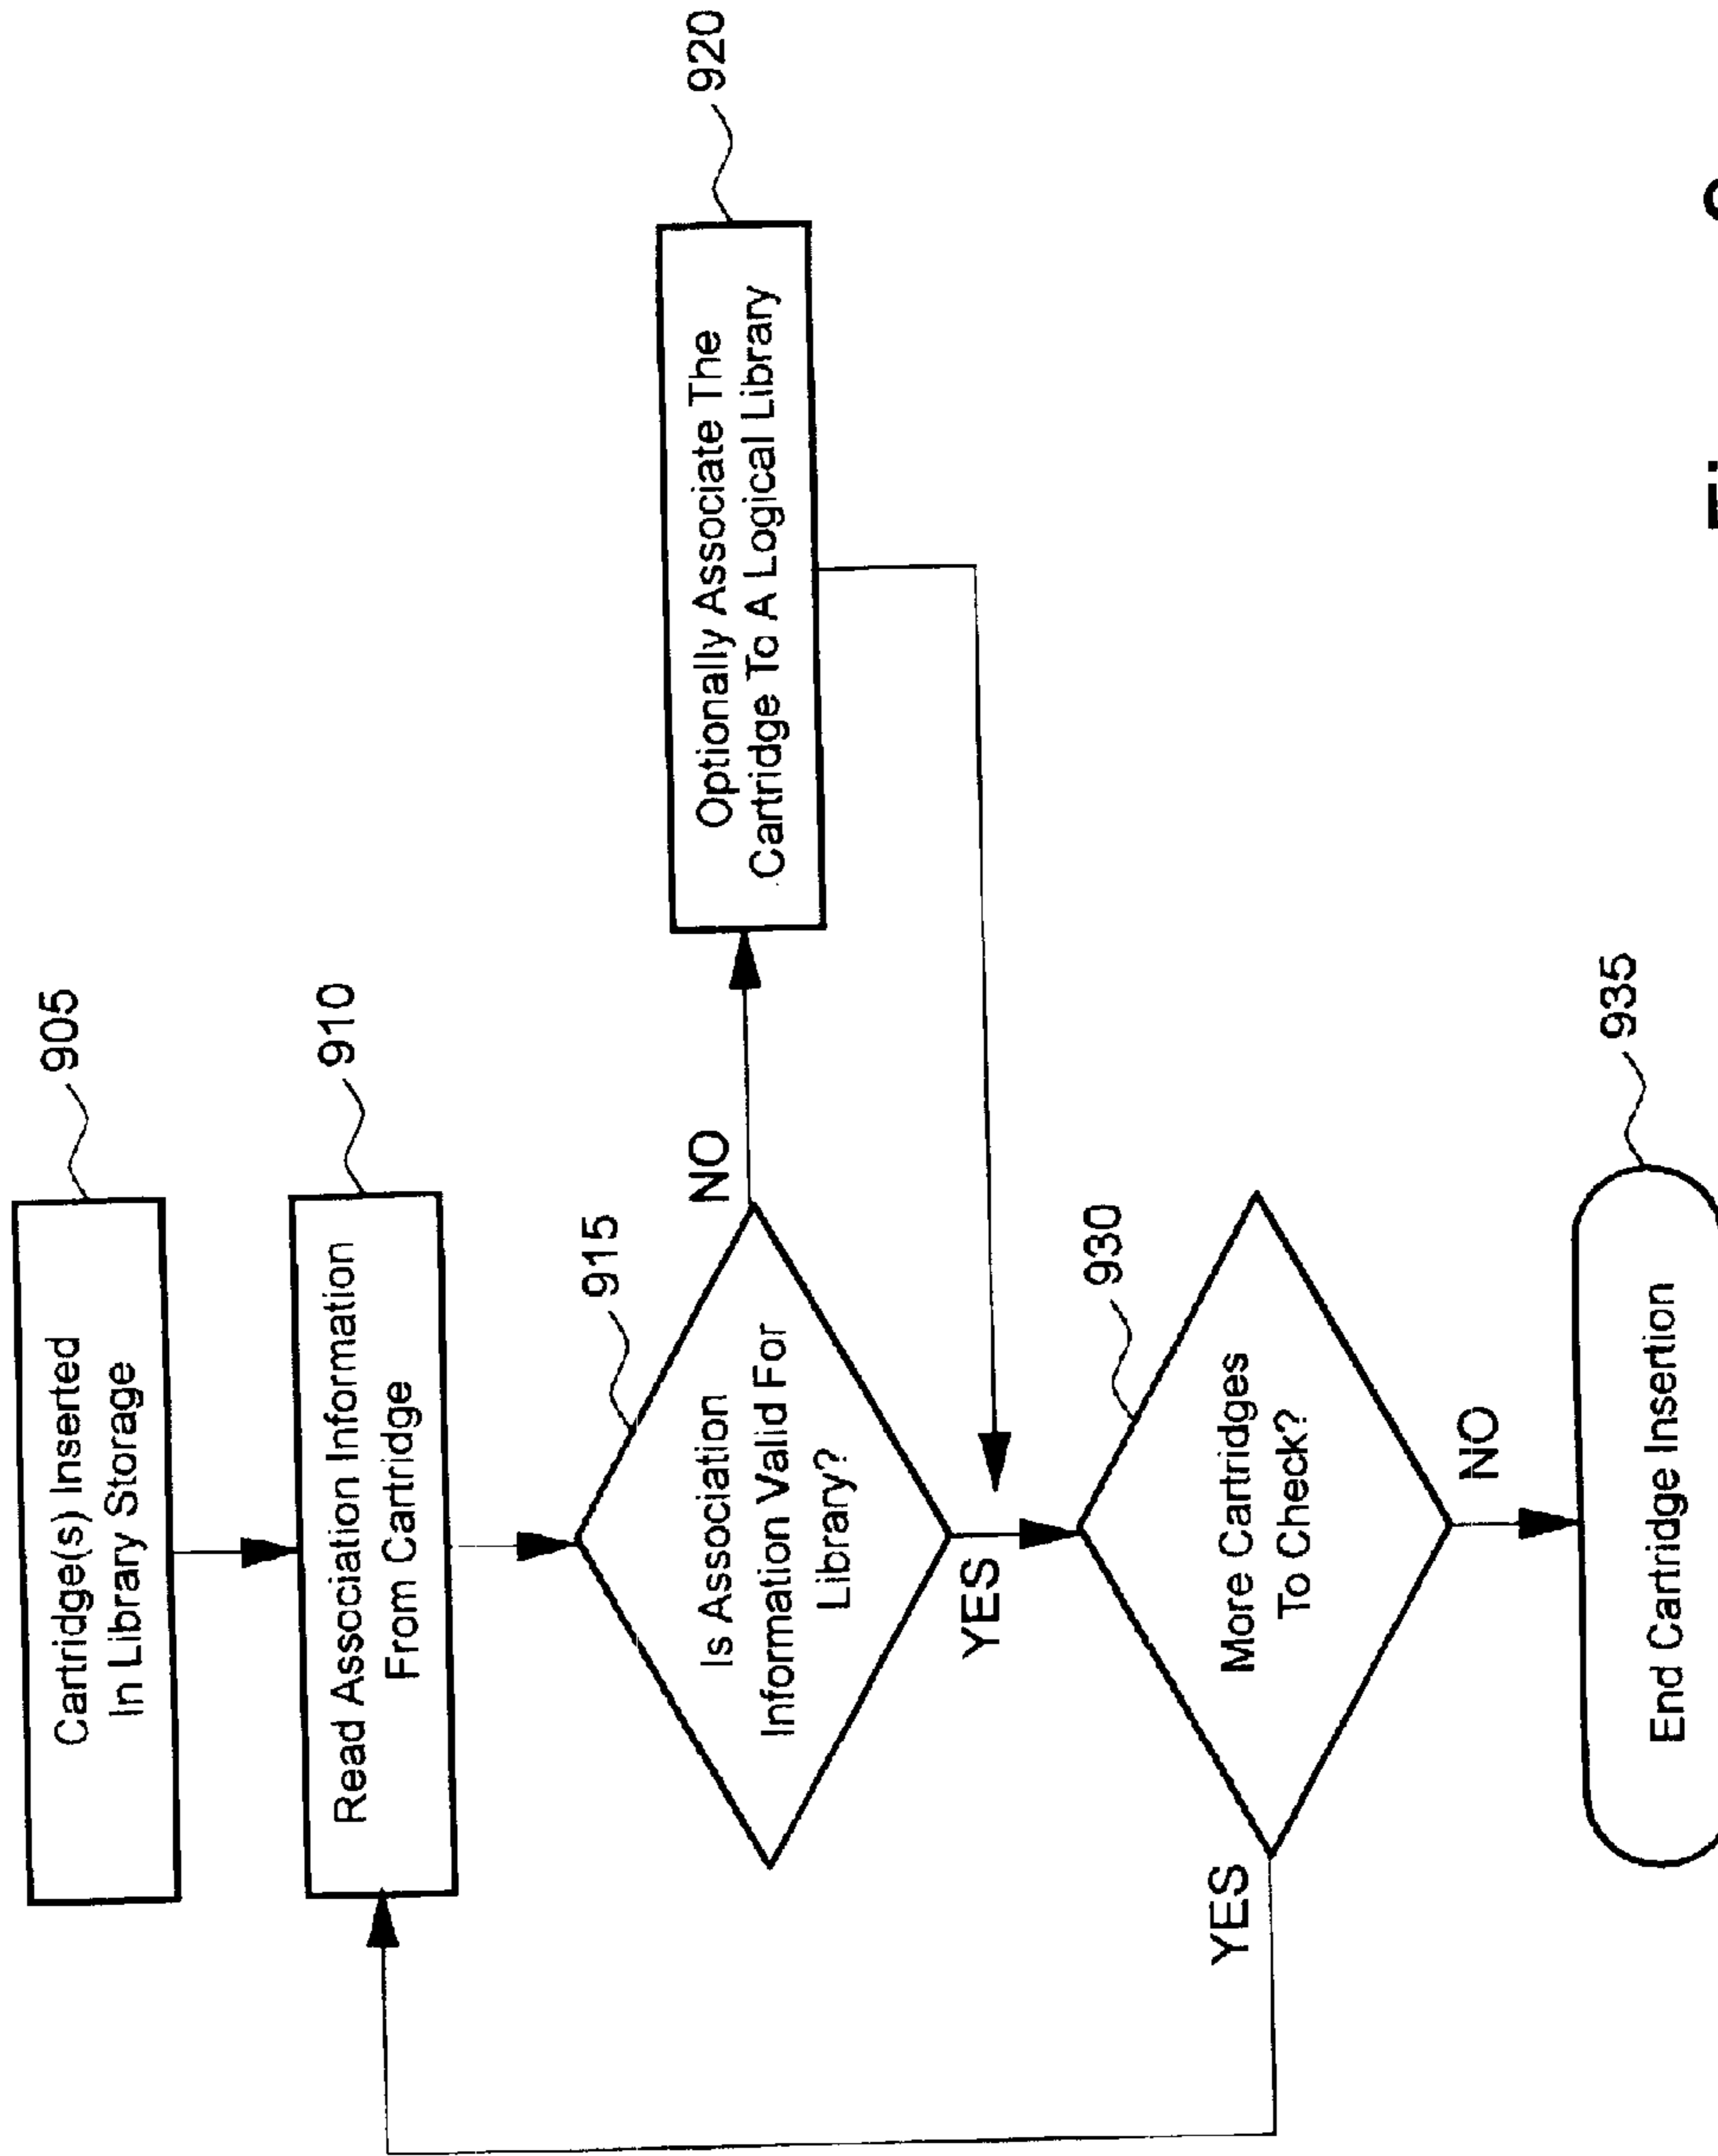 Cartridge(s) Inserted
In Library Storage
905
Read Association Information
From Cartridge
910
Is Association
Information Valid For
Library?
915
NO
Optionally Associate The
Cartridge To A Logical Library
920
YES
More Cartridges
To Check?
930
YES
NO
End Cartridge Insertion
935